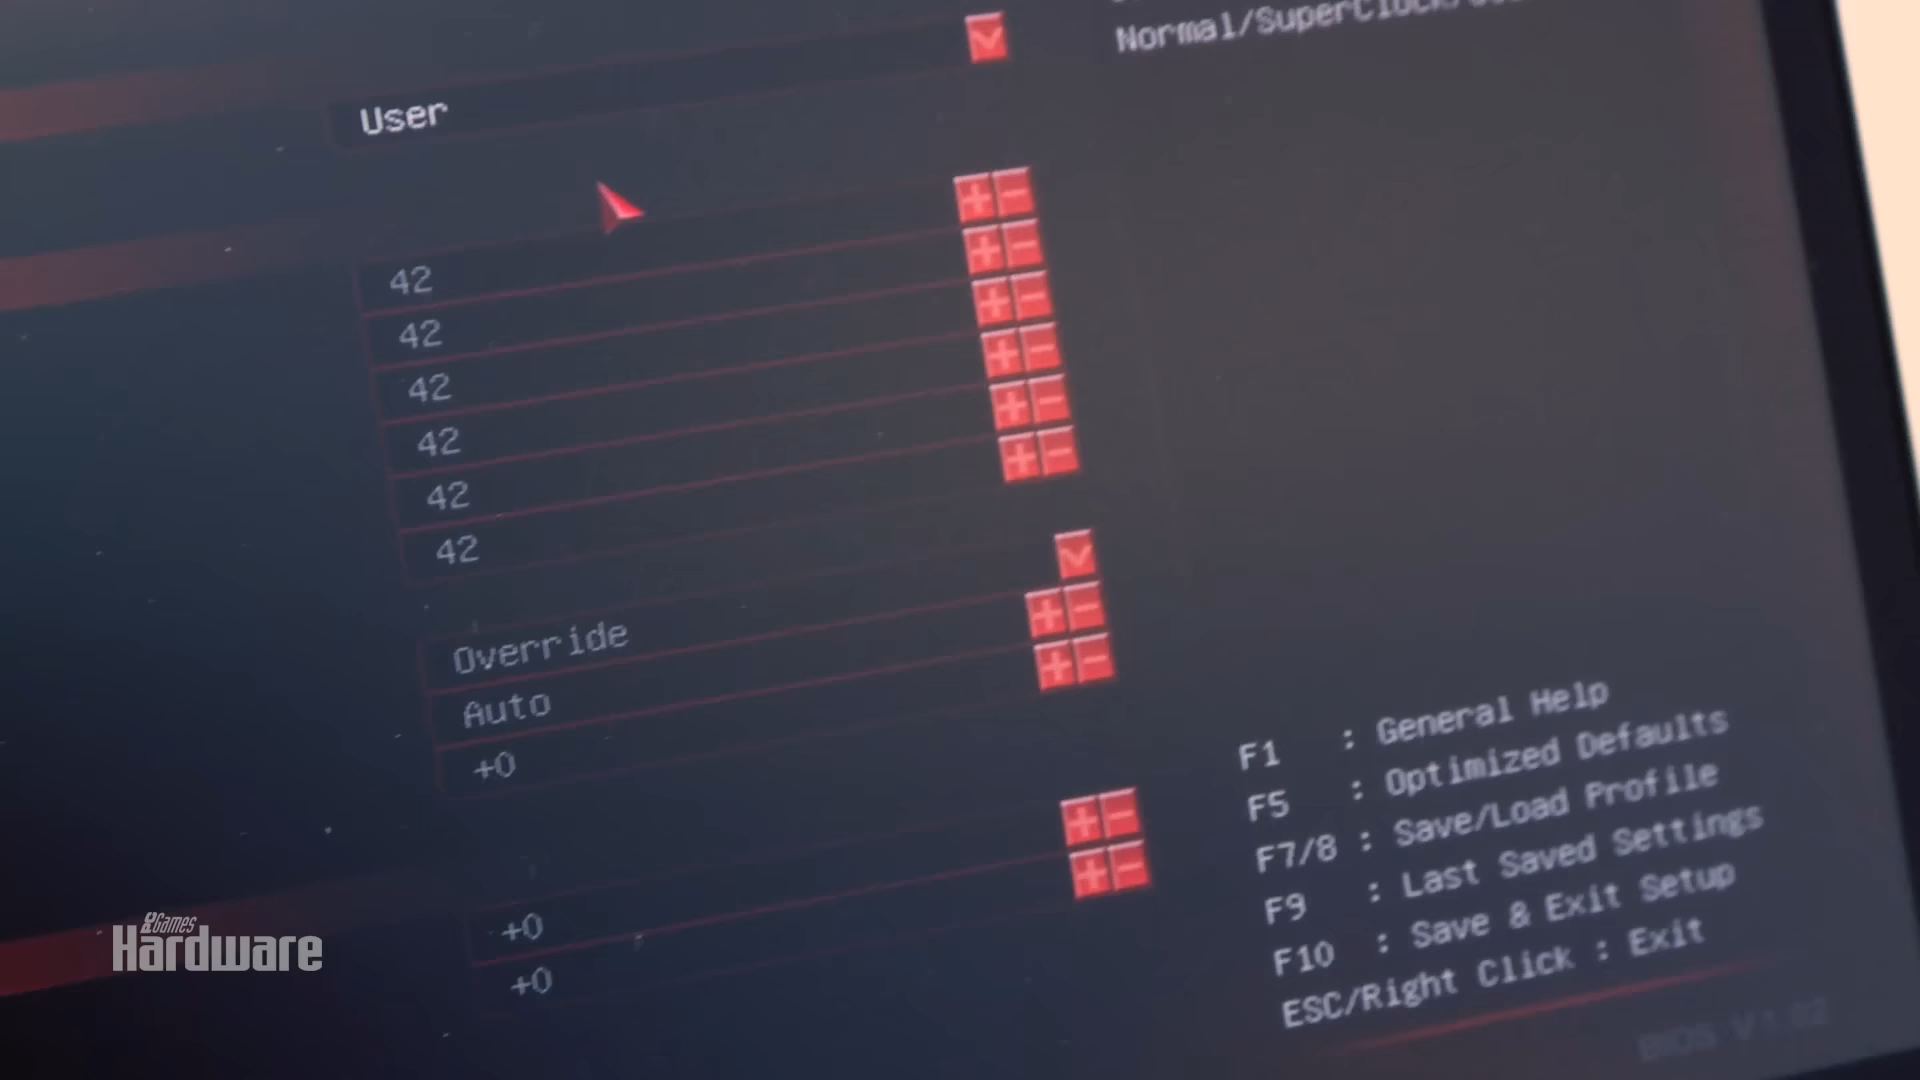 Normal/SuperClock/
User
42
42
42
42
42
42
Override
Auto
+0
+0
+0
F1 : General Help
F5 : Optimized Defaults
F7/8 : Save/Load Profile
F9 : Last Saved Settings
F10 : Save & Exit Setup
ESC/Right Click : Exit
BIOS
Games
Hardware